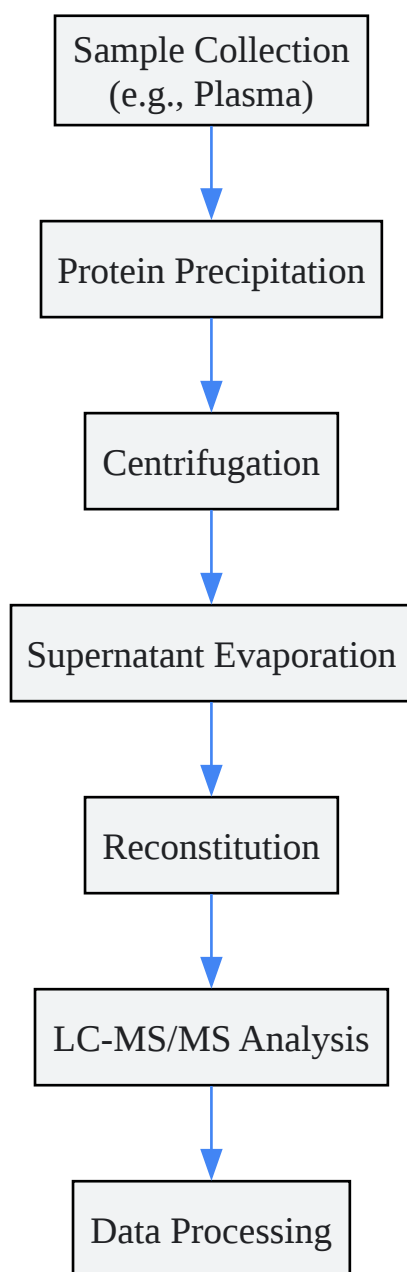 Sample Collection
(e.g., Plasma)
Protein Precipitation
Centrifugation
Supernatant Evaporation
Reconstitution
LC-MS/MS Analysis
Data Processing